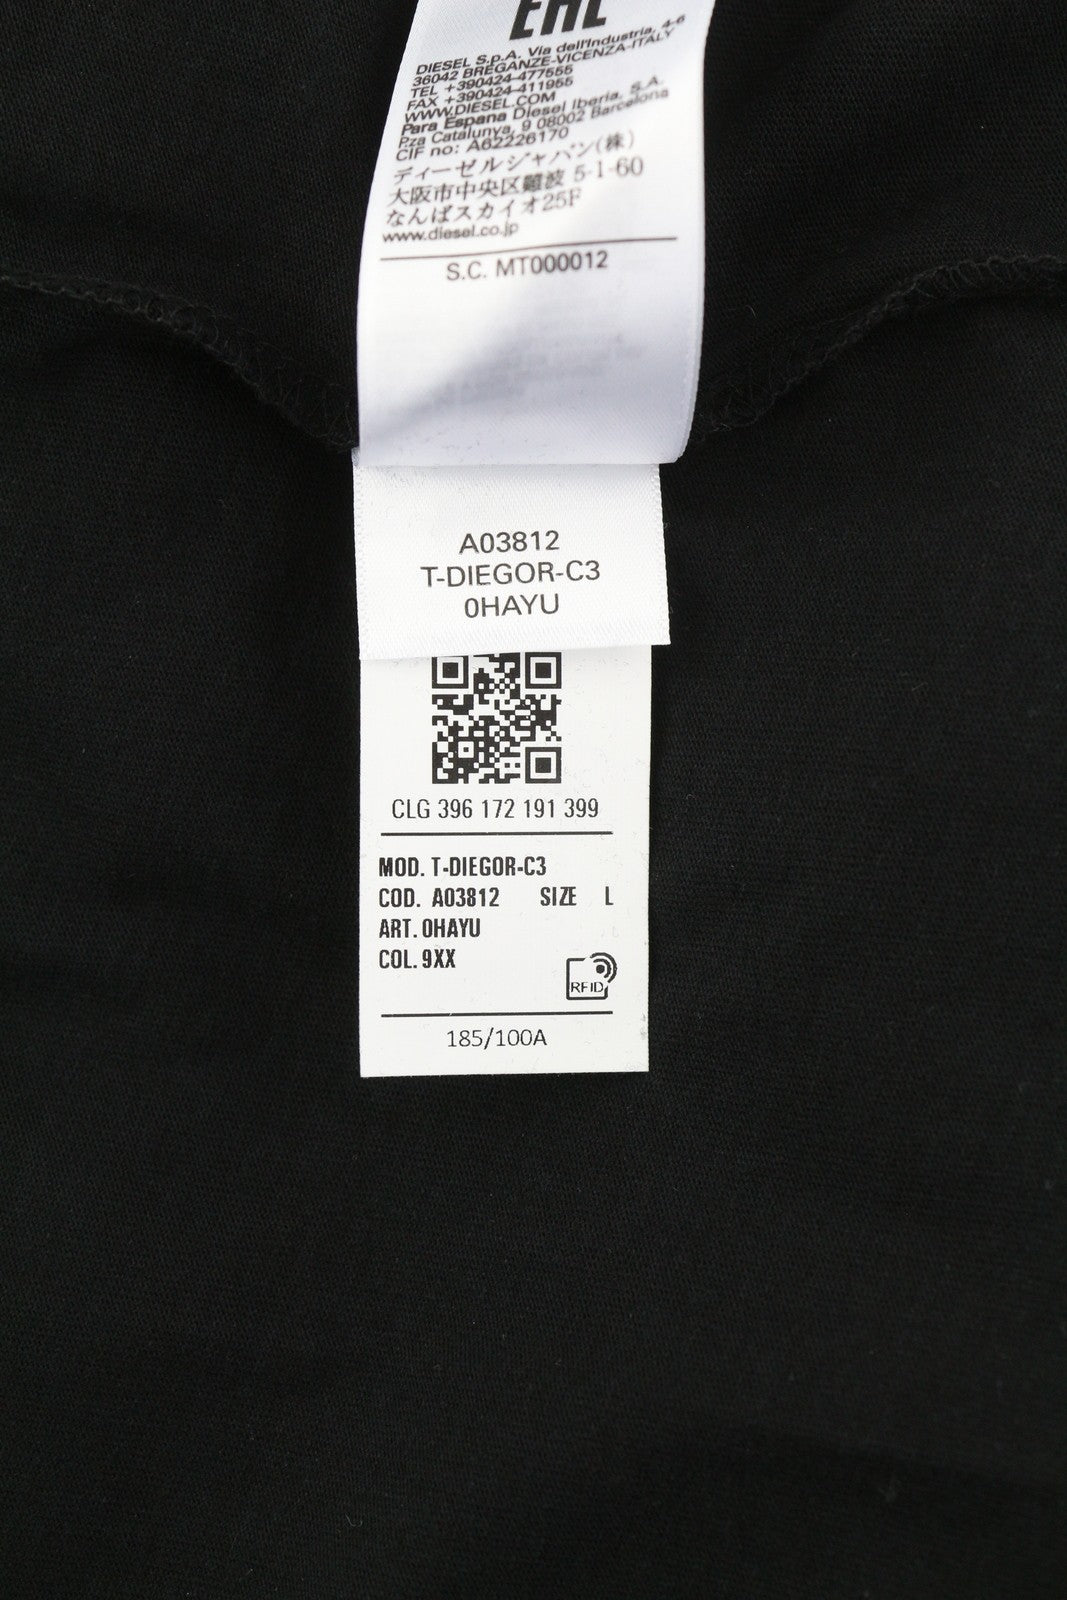 EAC
DIESEL S.p.A. Via dell'Industria, 4-6
36042 BREGANZE-VICENZA-ITALY
TEL +390424-477555
FAX +390424-411955
WWW.DIESEL.COM
Para Espana Diesel Iberia, S.A.
Pza Catalunya, 9 08002 Barcelona
CIF no: A62226170
ディーゼルジャパン(株)
大阪市中央区難波 5-1-60
なんばスカイオ25F
www.diesel.co.jp
S.C. MT000012
A03812
T-DIEGOR-C3
0HAYU
CLG 396 172 191 399
MOD. T-DIEGOR-C3
COD. A03812 SIZE L
ART. 0HAYU
COL. 9XX
RFID
185/100A